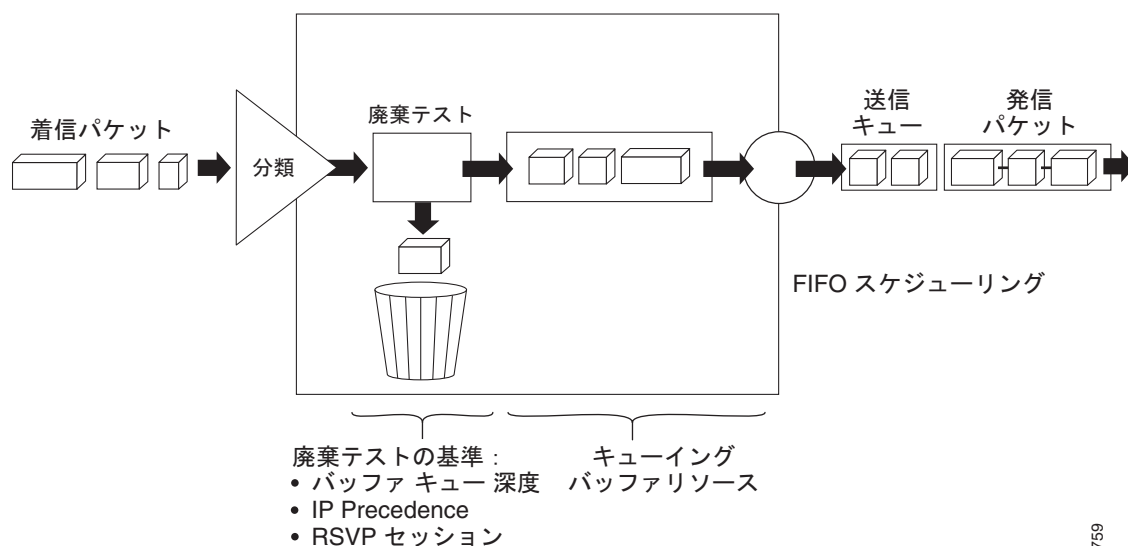 着信パケット
分類
廃棄テスト
送信
キュー
発信
パケット
FIFO スケジューリング
廃棄テストの基準：
• バッファ キュー 深度
• IP Precedence
• RSVP セッション
キューイング
バッファリソース
759